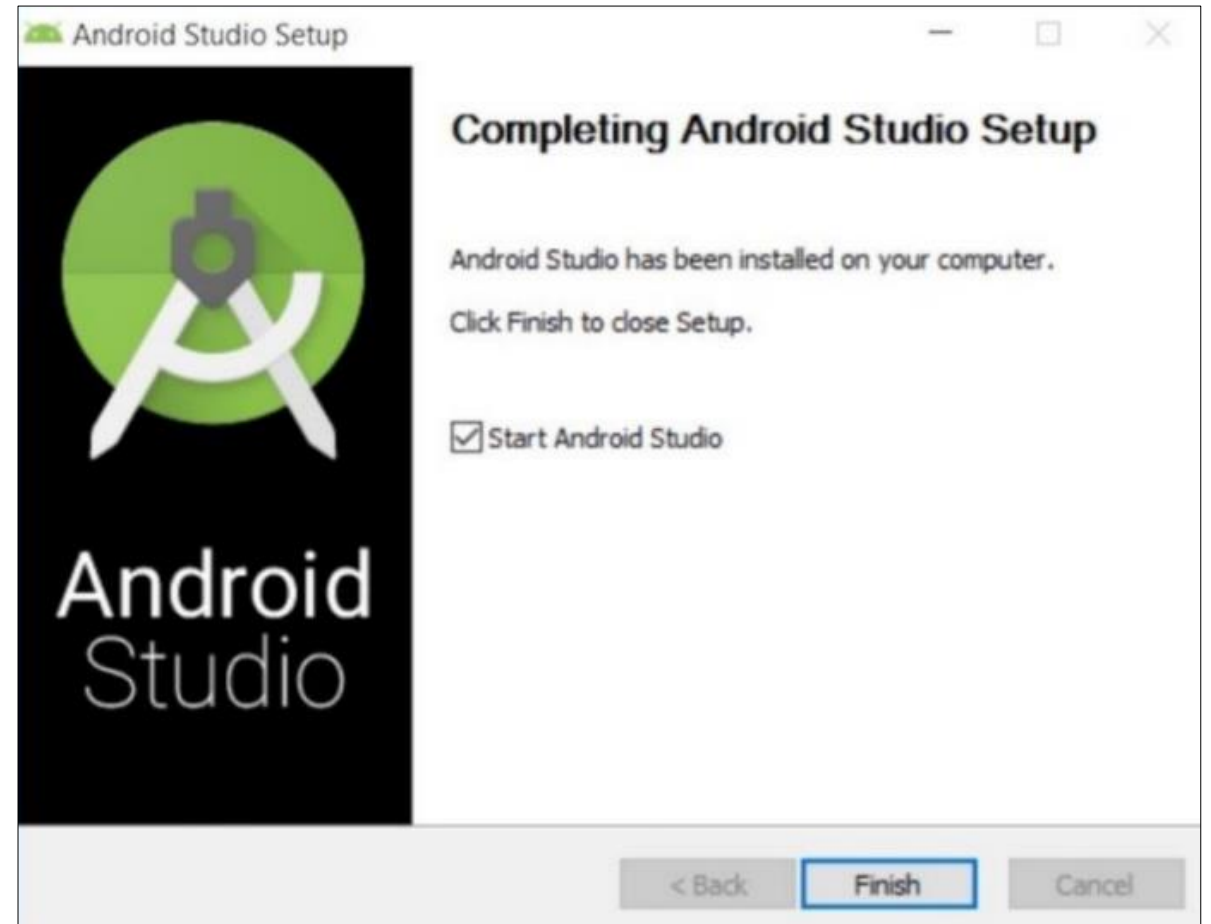 Android Studio Setup
Completing Android Studio Setup
Android Studio has been installed on your computer.
Click Finish to close Setup.
Start Android Studio
Android
Studio
< Back
Finish
Cancel